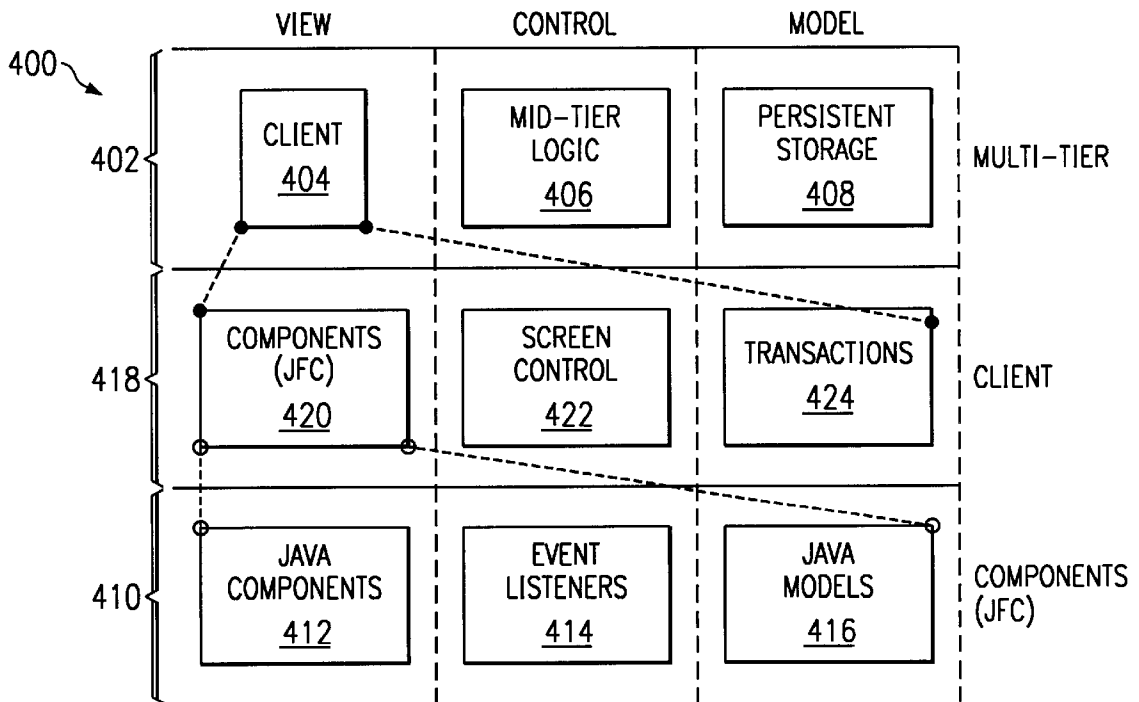 VIEW
CONTROL
MODEL
400
402
CLIENT
404
MID-TIER
LOGIC
406
PERSISTENT
STORAGE
408
MULTI-TIER
418
COMPONENTS
(JFC)
420
SCREEN
CONTROL
422
TRANSACTIONS
424
CLIENT
410
JAVA
COMPONENTS
412
EVENT
LISTENERS
414
JAVA
MODELS
416
COMPONENTS
(JFC)